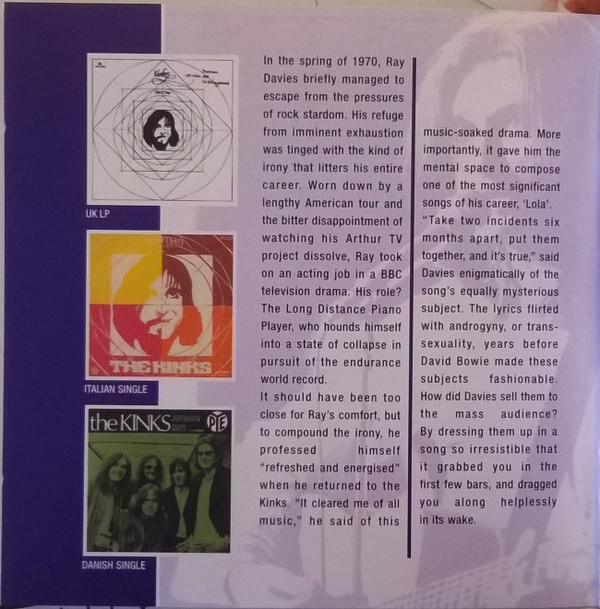 UK LP
THE KINKS
ITALIAN SINGLE
the KINKS
PYE
DANISH SINGLE
In the spring of 1970, Ray
Davies briefly managed to
escape from the pressures
of rock stardom. His refuge
from imminent exhaustion
was tinged with the kind of
irony that litters his entire
career. Worn down by a
lengthy American tour and
the bitter disappointment of
watching his Arthur TV
project dissolve, Ray took
on an acting job in a BBC
television drama. His role?
The Long Distance Piano
Player, who hounds himself
into a state of collapse in
pursuit of the endurance
world record.
It should have been too
close for Ray's comfort, but
to compound the irony, he
professed himself
"refreshed and energised"
when he returned to the
Kinks. "It cleared me of all
music," he said of this
music-soaked drama. More
importantly, it gave him the
mental space to compose
one of the most significant
songs of his career, 'Lola'.
"Take two incidents six
months apart, put them
together, and it's true," said
Davies enigmatically of the
song's equally mysterious
subject. The lyrics flirted
with androgyny, or trans-
sexuality, years before
David Bowie made these
subjects fashionable.
How did Davies sell them to
the mass audience?
By dressing them up in a
song so irresistible that
it grabbed you in the
first few bars, and dragged
you along helplessly
in its wake.